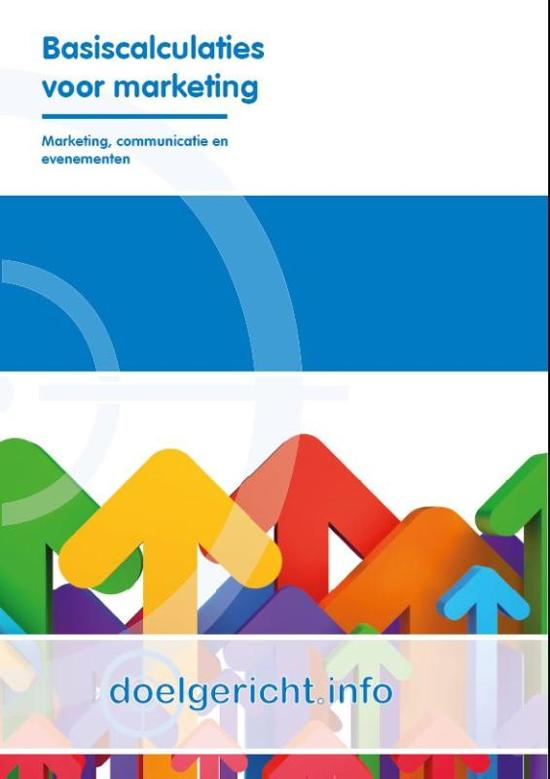 Basiscalculaties
voor marketing
Marketing, communicatie en
evenementen
doelgericht.info